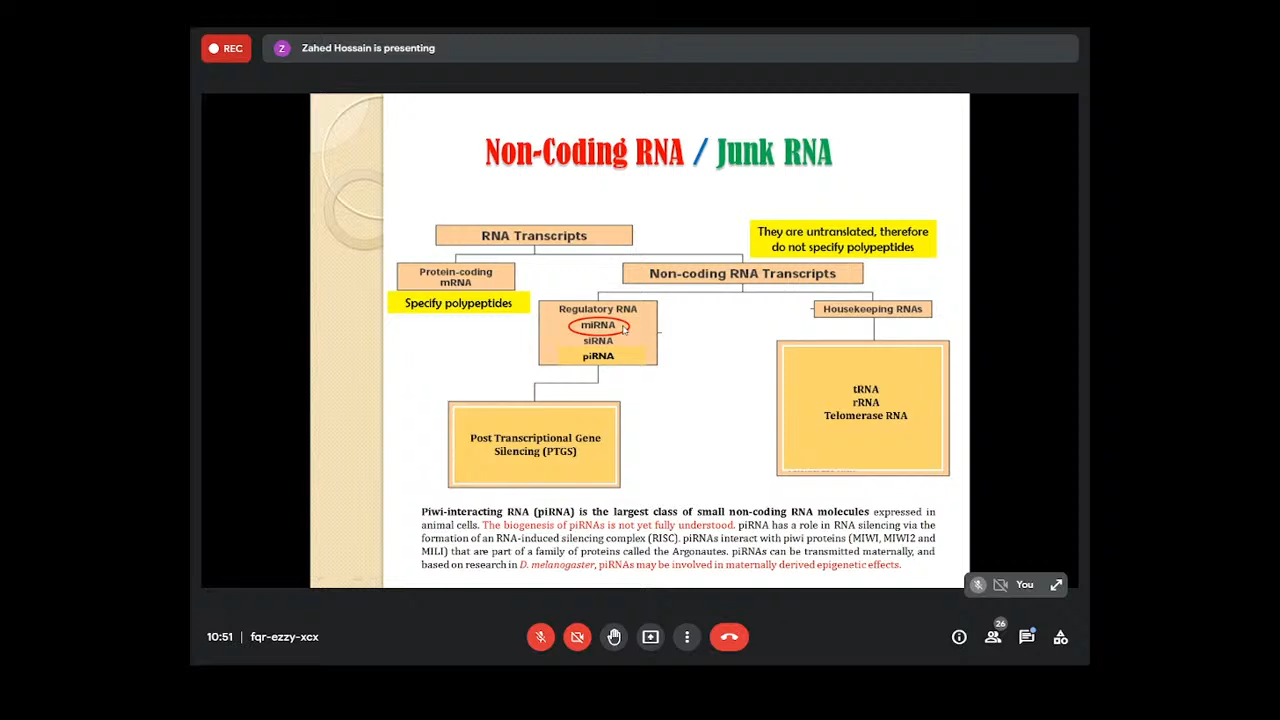 REC
Z
Zahed Hossain is presenting
Non-Coding RNA / Junk RNA
RNA Transcripts
They are untranslated, therefore
do not specify polypeptides
Protein-coding
mRNA
Non-coding RNA Transcripts
Specify polypeptides
Regulatory RNA
miRNA
siRNA
piRNA
Housekeeping RNAs
tRNA
rRNA
Telomerase RNA
Post Transcriptional Gene
Silencing (PTGS)
Piwi-interacting RNA (piRNA) is the largest class of small non-coding RNA molecules expressed in
animal cells. The biogenesis of piRNAs is not yet fully understood. piRNA has a role in RNA silencing via the
formation of an RNA-induced silencing complex (RISC). piRNAs interact with piwi proteins (MIWI, MIWI2 and
MILI) that are part of a family of proteins called the Argonautes. piRNAs can be transmitted maternally, and
based on research in D. melanogaster, piRNAs may be involved in maternally derived epigenetic effects.
You
10:51 | fqr-ezzy-xcx
26